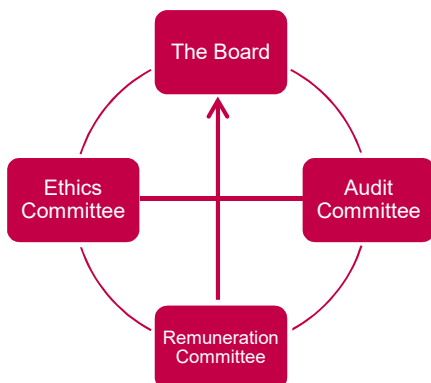 The Board
Ethics
Committee
Audit
Committee
Remuneration
Committee